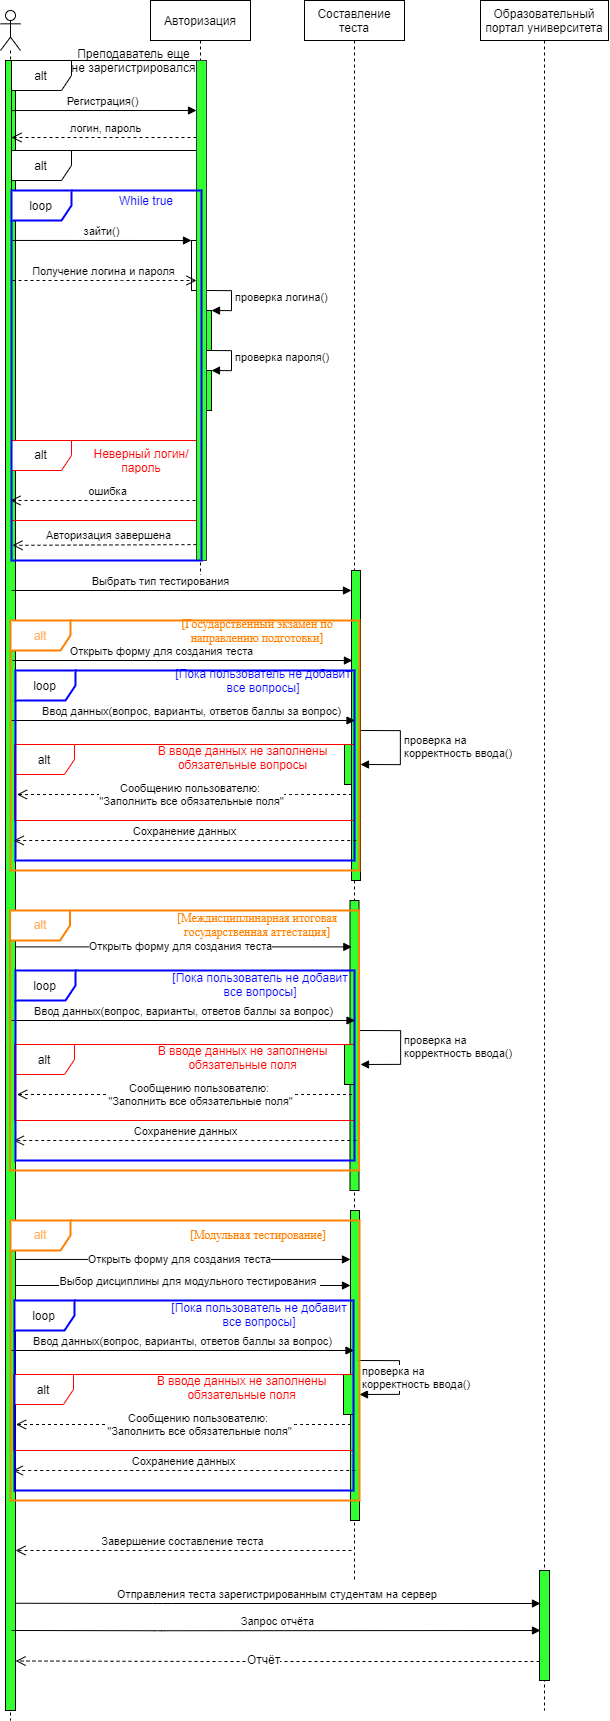 Авторизация
Составление
теста
Образовательный
портал университета
Преподаватель еще
не зарегистрировался
alt
Регистрация()
логин, пароль
alt
loop
While true
зайти()
Получение логина и пароля
проверка логина()
проверка пароля()
alt
Неверный логин/
пароль
ошибка
Авторизация завершена
Выбрать тип тестирования
alt
[Государственный экзамен по
направлению подготовки]
Открыть форму для создания теста
loop
[Пока пользователь не добавит
все вопросы]
Ввод данных(вопрос, варианты, ответов баллы за вопрос)
проверка на
корректность ввода()
alt
В вводе данных не заполнены
обязательные вопросы
Сообщению пользователю:
"Заполнить все обязательные поля"
Сохранение данных
alt
[Междисциплинарная итоговая
государственная аттестация]
Открыть форму для создания теста
loop
[Пока пользователь не добавит
все вопросы]
Ввод данных(вопрос, варианты, ответов баллы за вопрос)
проверка на
корректность ввода()
alt
В вводе данных не заполнены
обязательные поля
Сообщению пользователю:
"Заполнить все обязательные поля"
Сохранение данных
alt
[Модульная тестирование]
Открыть форму для создания теста
Выбор дисциплины для модульного тестирования
loop
[Пока пользователь не добавит
все вопросы]
Ввод данных(вопрос, варианты, ответов баллы за вопрос)
проверка на
корректность ввода()
alt
В вводе данных не заполнены
обязательные поля
Сообщению пользователю:
"Заполнить все обязательные поля"
Сохранение данных
Завершение составление теста
Отправления теста зарегистрированным студентам на сервер
Запрос отчёта
Отчёт